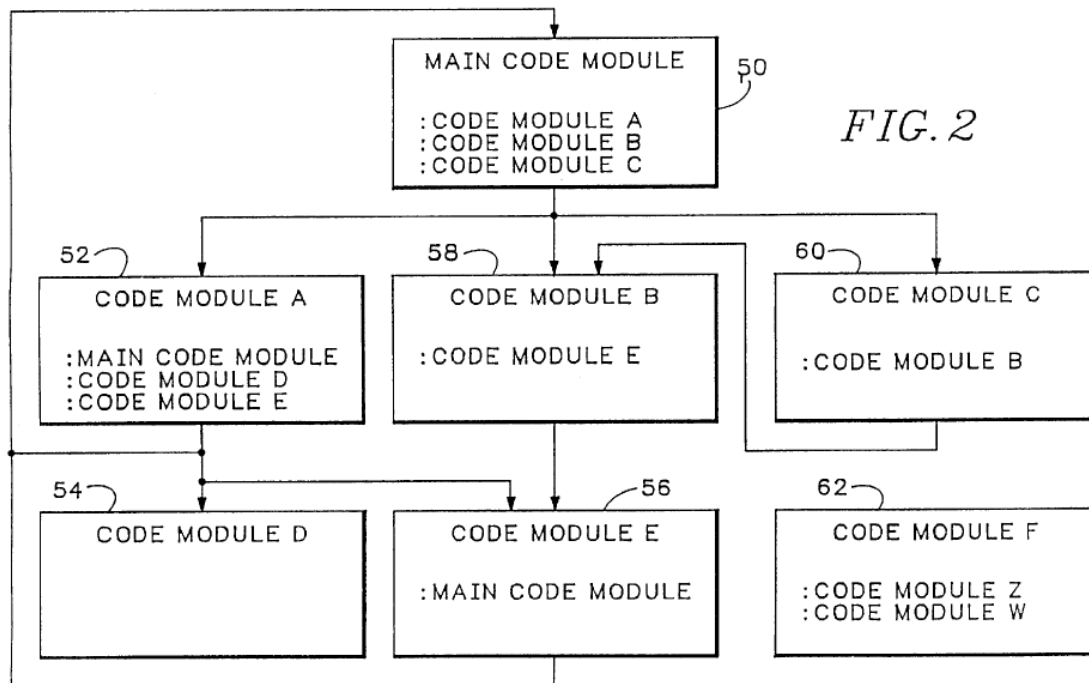 MAIN CODE MODULE
:CODE MODULE A
:CODE MODULE B
:CODE MODULE C
50
FIG. 2
52
CODE MODULE A
:MAIN CODE MODULE
:CODE MODULE D
:CODE MODULE E
58
CODE MODULE B
:CODE MODULE E
60
CODE MODULE C
:CODE MODULE B
54
CODE MODULE D
56
CODE MODULE E
:MAIN CODE MODULE
62
CODE MODULE F
:CODE MODULE Z
:CODE MODULE W